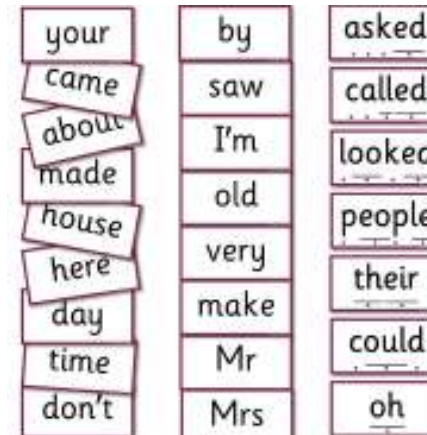 your
came
about
made
house
here
day
time
don't
by
saw
I'm
old
very
make
Mr
Mrs
asked
called
looked
people
their
could
oh